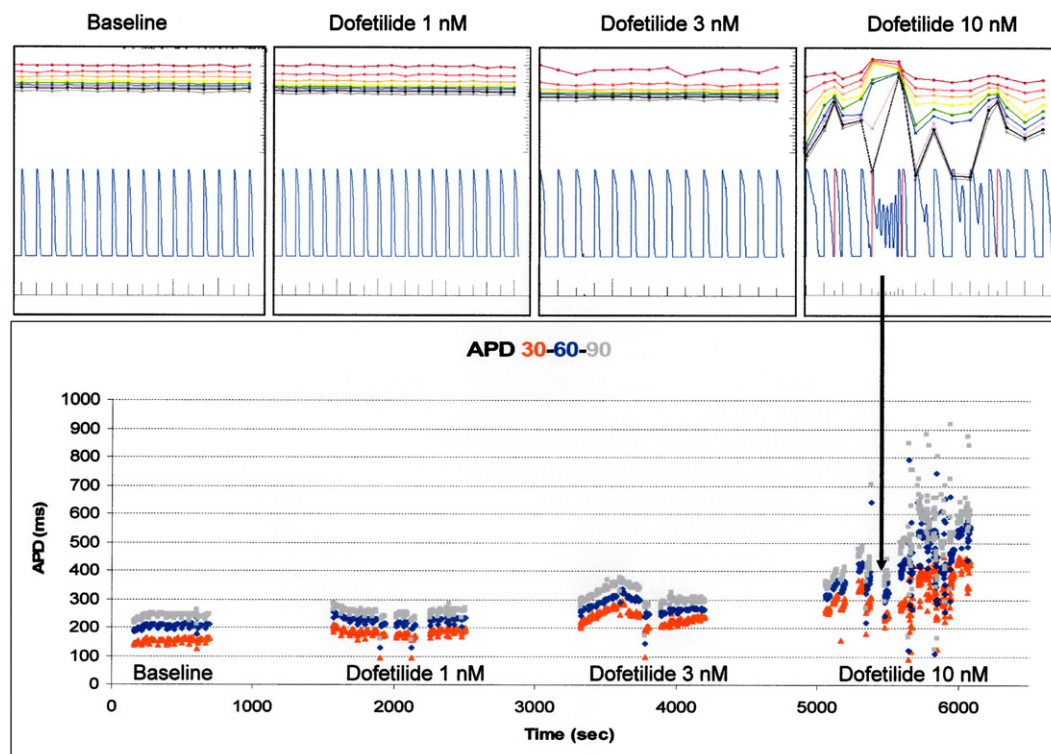 Baseline
Dofetilide 1 nM
Dofetilide 3 nM
Dofetilide 10 nM
APD 30-60-90
1000
900
800
700
600
500
400
300
200
100
0
APD (ms)
Baseline
Dofetilide 1 nM
Dofetilide 3 nM
Dofetilide 10 nM
0
1000
2000
3000
4000
5000
6000
Time (sec)